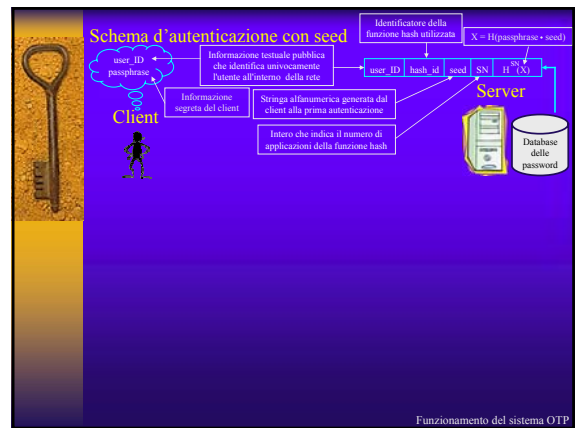 Schema d'autenticazione con seed
Identificatore della
funzione hash utilizzata
X = H(passphrase • seed)
user_ID
passphrase
Informazione testuale pubblica
che identifica univocamente
l'utente all'interno della rete
user_ID hash_id seed SN H^SN(X)
Informazione
segreta del client
Stringa alfanumerica generata dal
client alla prima autenticazione
Server
Client
Intero che indica il numero di
applicazioni della funzione hash
Database
delle
password
Funzionamento del sistema OTP